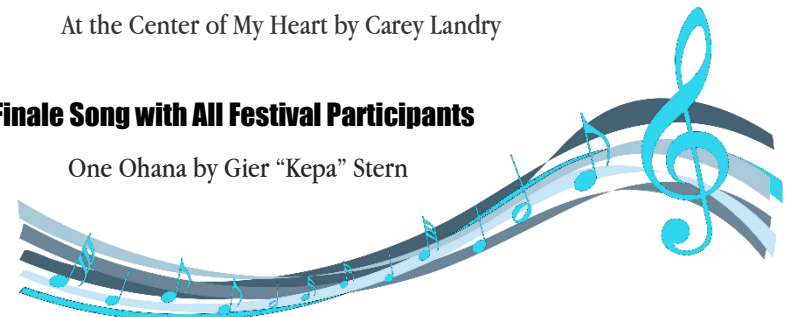 At the Center of My Heart by Carey Landry
Finale Song with All Festival Participants
One Ohana by Gier “Kepa” Stern